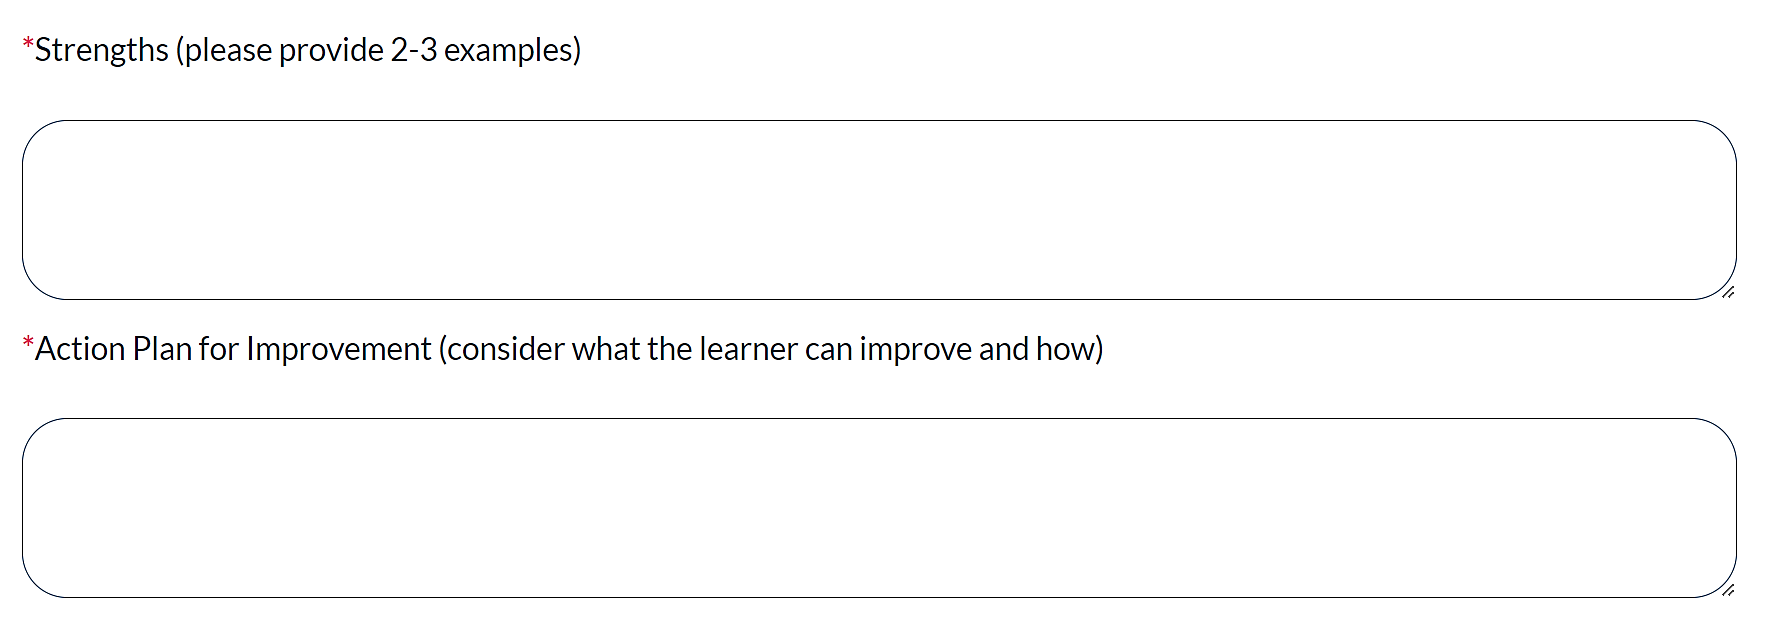 *Strengths (please provide 2-3 examples)
*Action Plan for Improvement (consider what the learner can improve and how)